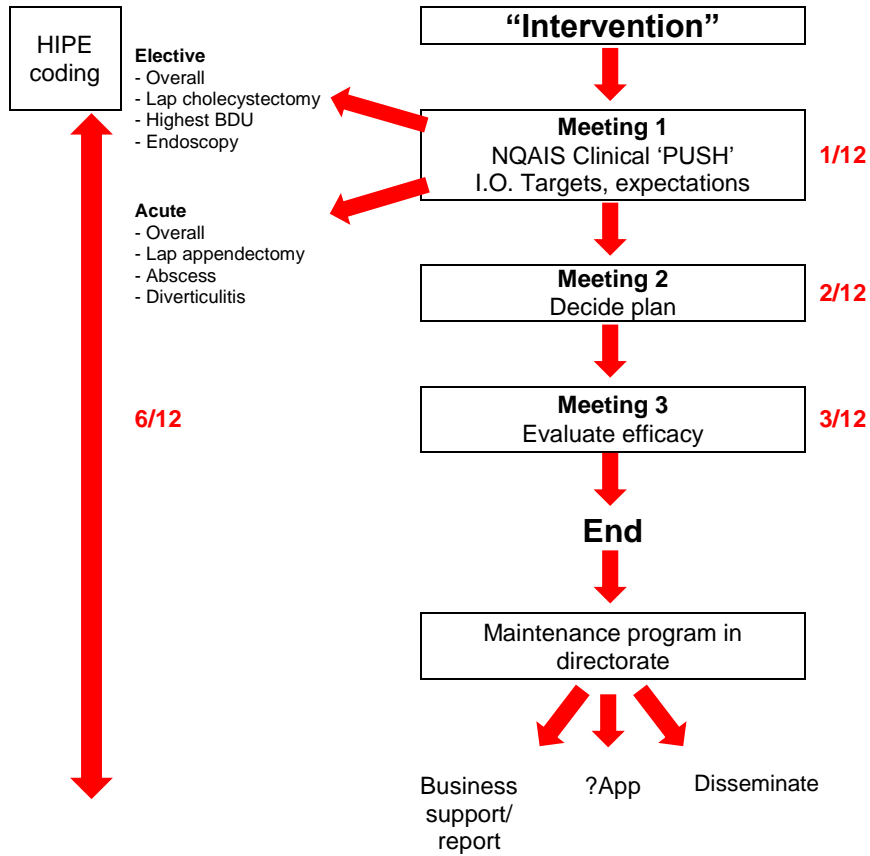 HIPE
coding
Elective
- Overall
- Lap cholecystectomy
- Highest BDU
- Endoscopy
Acute
- Overall
- Lap appendectomy
- Abscess
- Diverticulitis
6/12
“Intervention”
Meeting 1
NQAIS Clinical ‘PUSH’
I.O. Targets, expectations
1/12
Meeting 2
Decide plan
2/12
Meeting 3
Evaluate efficacy
3/12
End
Maintenance program in
directorate
Business
support/
report
?App
Disseminate